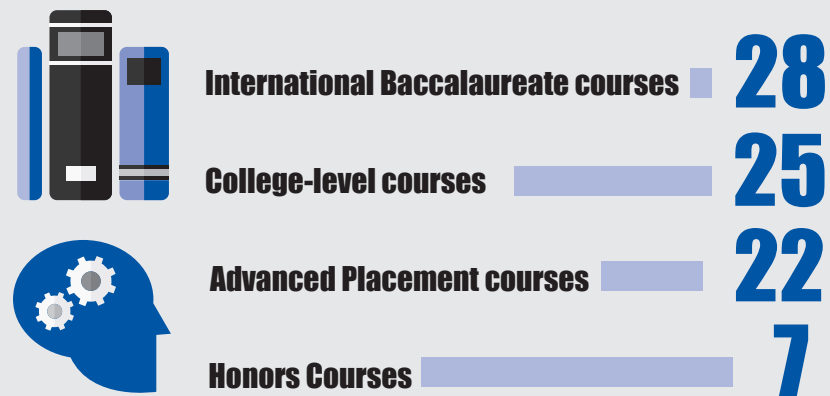 International Baccalaureate courses 28
College-level courses 25
Advanced Placement courses 22
Honors Courses 7